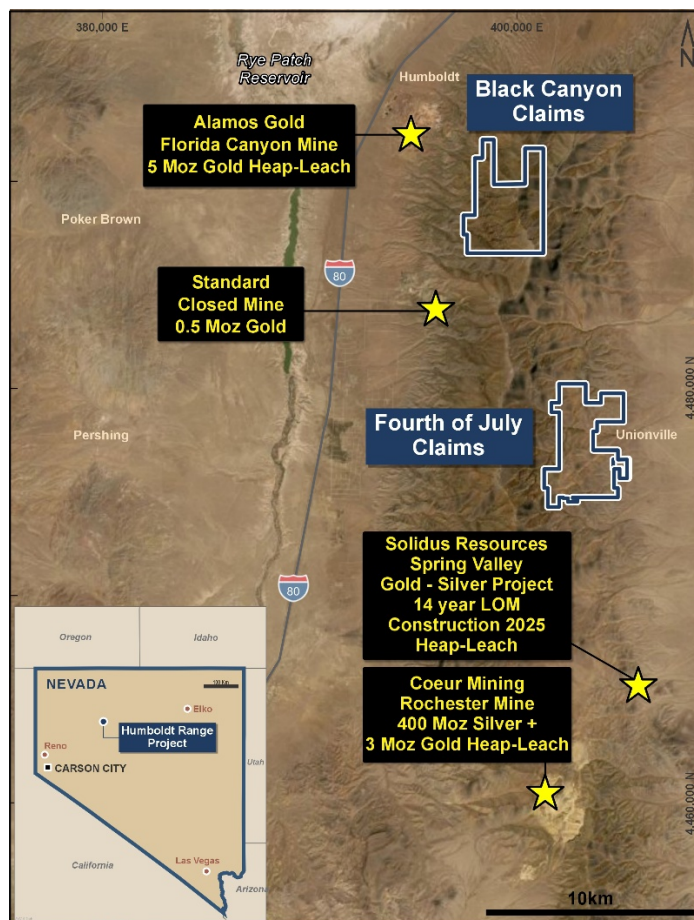 380,000 E
400,000 E
N
Rye Patch
Reservoir
Humboldt
Black Canyon
Claims
Alamos Gold
Florida Canyon Mine
5 Moz Gold Heap-Leach
Poker Brown
80
Standard
Closed Mine
0.5 Moz Gold
4,480,000 N
Fourth of July
Claims
Unionville
Pershing
Solidus Resources
Spring Valley
Gold - Silver Project
14 year LOM
Construction 2025
Heap-Leach
80
Coeur Mining
Rochester Mine
400 Moz Silver +
3 Moz Gold Heap-Leach
4,460,000 N
10km
Oregon
Idaho
NEVADA
100 Km
Elko
Humboldt Range
Project
Reno
CARSON CITY
Utah
California
Las Vegas
Arizona